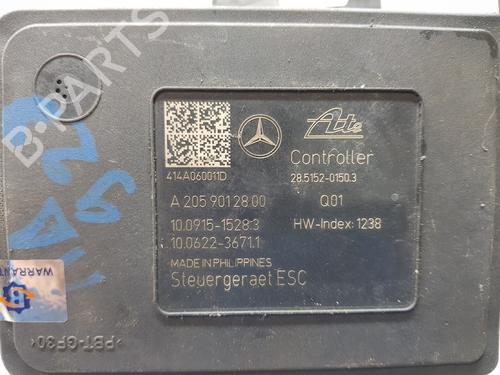 B-PARTS
Ate
Controller
414A060011D
28.5152-0150.3
A 205 901 28 00
Q01
10.0915-1528.3
HW-Index: 1238
10.0622-3671.1
MADE IN PHILIPPINES
Steuergeraet ESC
WARRANT
>PBT-GF30<